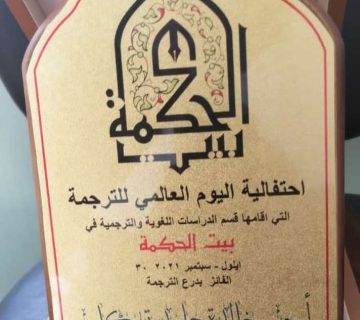 بيت الحكمة
احتفالية اليوم العالمي للترجمة
التي اقامها قسم الدراسات اللغوية والترجمية في
بيت الحكمة
ايلول - سبتمبر ٢٠٢١ ٣٠
الفائز بدرع الترجمة